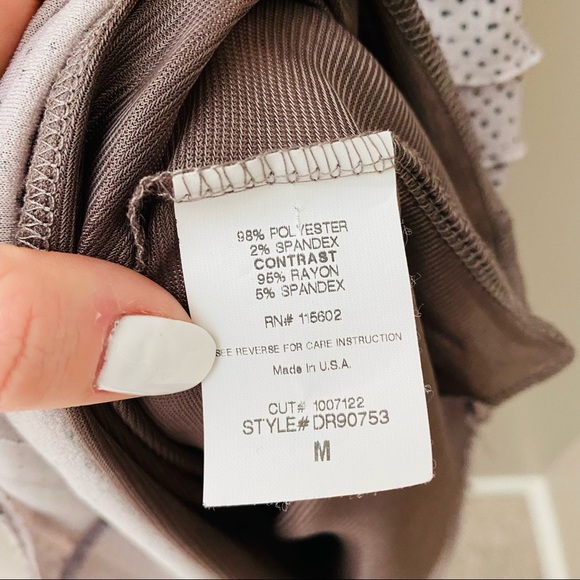 98% POLYESTER
2% SPANDEX
CONTRAST
95% RAYON
5% SPANDEX
RN# 115602
SEE REVERSE FOR CARE INSTRUCTION
Made In U.S.A.
CUT# 1007122
STYLE# DR90753
M